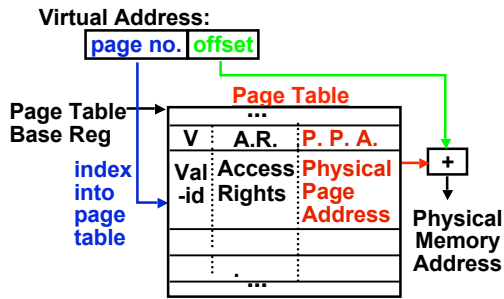 Virtual Address:
page no. offset
Page Table
...
Page Table
Base Reg
V A.R. P. P. A.
index
into
page
table
Val
-id
Access
Rights
Physical
Page
Address
+
Physical
Memory
Address
. 
...